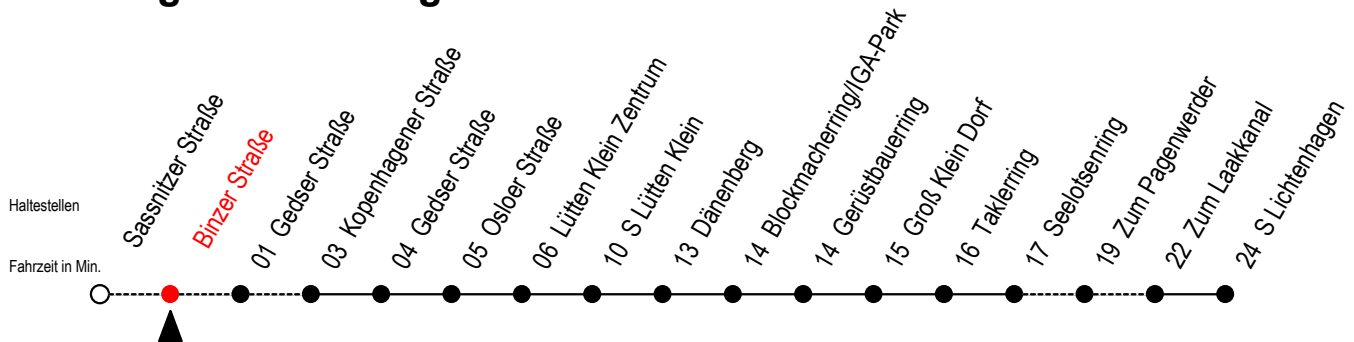 Haltestellen
Fahrzeit in Min.
Sassnitzer Straße
Binzer Straße
01 Gedser Straße
03 Kopenhagener Straße
04 Gedser Straße
05 Osloer Straße
06 Lütten Klein Zentrum
10 S Lütten Klein
13 Dänenberg
14 Blockmacherring/IGA-Park
14 Gerüstbauerring
15 Groß Klein Dorf
16 Taklerring
17 Seelotsenring
19 Zum Pagenwerder
22 Zum Laakkanal
24 S Lichtenhagen